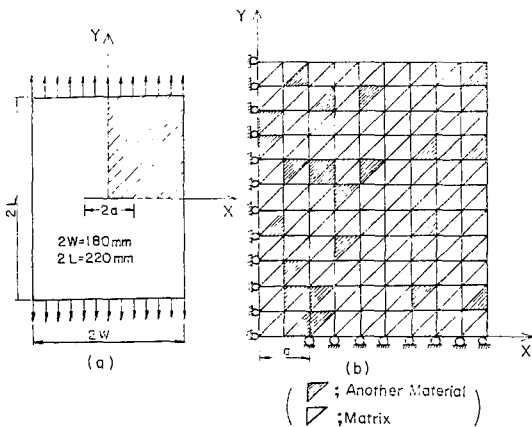 Y
2L
2a
X
2W=180mm
2L=220mm
2W
(a)
Y
X
a
(b)
; Another Material
; Matrix